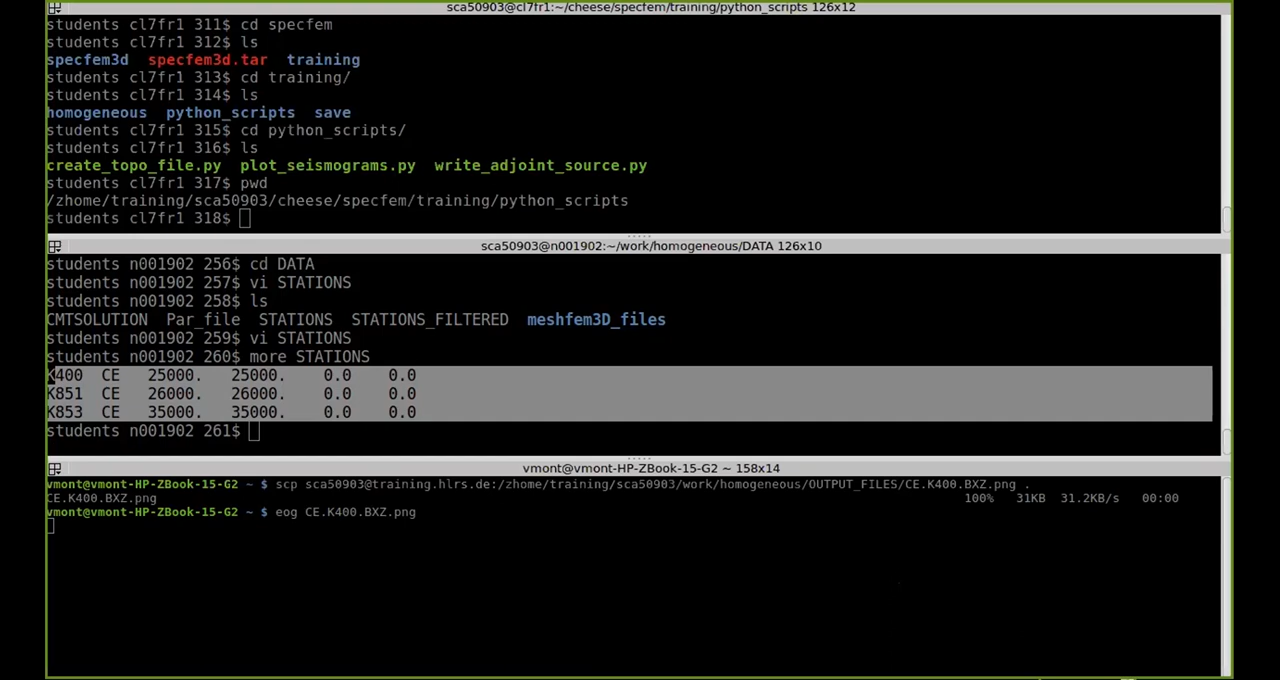 sca50903@cl7fr1:~/cheese/specfem/training/python_scripts 126x12
students cl7fr1 311$ cd specfem
students cl7fr1 312$ ls
specfem3d  specfem3d.tar  training
students cl7fr1 313$ cd training/
students cl7fr1 314$ ls
homogeneous  python_scripts  save
students cl7fr1 315$ cd python_scripts/
students cl7fr1 316$ ls
create_topo_file.py  plot_seismograms.py  write_adjoint_source.py
students cl7fr1 317$ pwd
/zhome/training/sca50903/cheese/specfem/training/python_scripts
students cl7fr1 318$
sca50903@n001902:~/work/homogeneous/DATA 126x10
students n001902 256$ cd DATA
students n001902 257$ vi STATIONS
students n001902 258$ ls
CMTSOLUTION  Par_file  STATIONS  STATIONS_FILTERED  meshfem3D_files
students n001902 259$ vi STATIONS
students n001902 260$ more STATIONS
K400  CE   25000.   25000.    0.0    0.0
K851  CE   26000.   26000.    0.0    0.0
K853  CE   35000.   35000.    0.0    0.0
students n001902 261$
vmont@vmont-HP-ZBook-15-G2 ~ 158x14
vmont@vmont-HP-ZBook-15-G2 ~ $ scp sca50903@training.hlrs.de:/zhome/training/sca50903/work/homogeneous/OUTPUT_FILES/CE.K400.BXZ.png .
CE.K400.BXZ.png    100%   31KB  31.2KB/s   00:00
vmont@vmont-HP-ZBook-15-G2 ~ $ eog CE.K400.BXZ.png